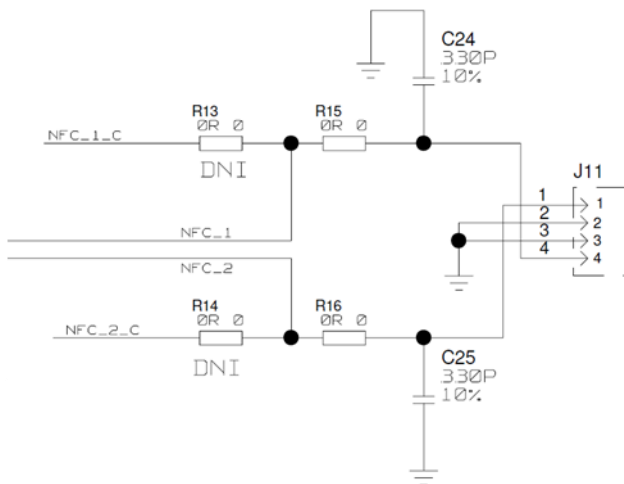 C24
330P
10%
R13
0R 0
R15
0R 0
NFC_1_C
DNI
J11
1
1
2
2
3
3
4
4
NFC_1
NFC_2
R14
0R 0
R16
0R 0
NFC_2_C
DNI
C25
330P
10%